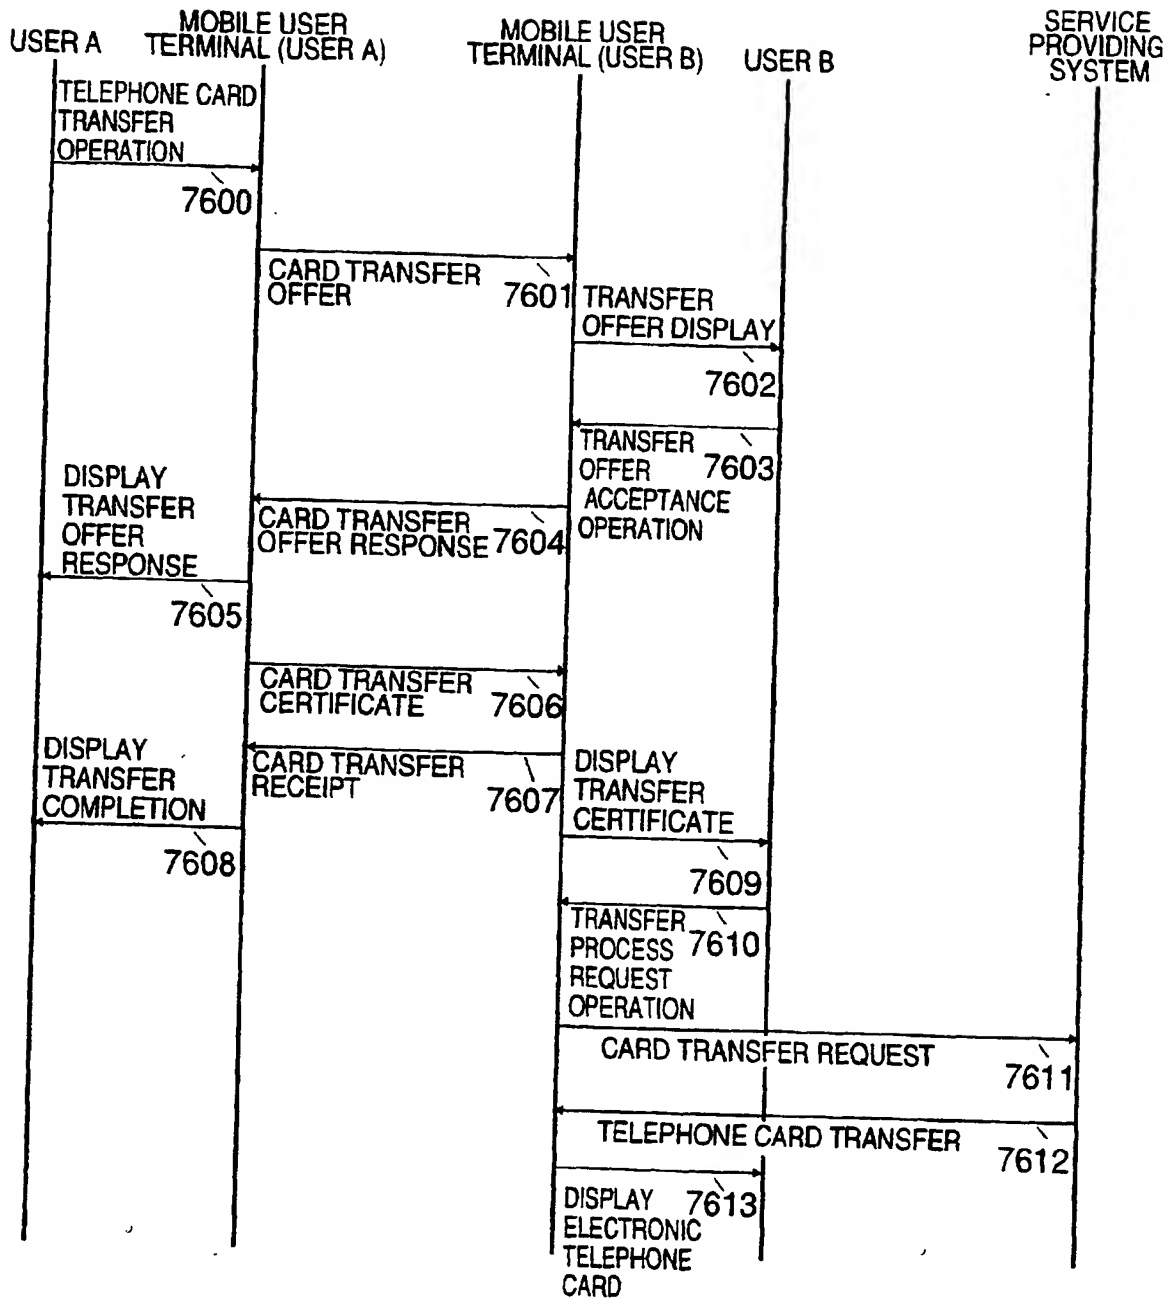 USER A
MOBILE USER
TERMINAL (USER A)
MOBILE USER
TERMINAL (USER B)
USER B
SERVICE
PROVIDING
SYSTEM
TELEPHONE CARD
TRANSFER
OPERATION
7600
CARD TRANSFER
OFFER
7601
TRANSFER
OFFER DISPLAY
7602
TRANSFER
OFFER
ACCEPTANCE
OPERATION
7603
CARD TRANSFER
OFFER RESPONSE
7604
DISPLAY
TRANSFER
OFFER
RESPONSE
7605
CARD TRANSFER
CERTIFICATE
7606
CARD TRANSFER
RECEIPT
7607
DISPLAY
TRANSFER
COMPLETION
7608
DISPLAY
TRANSFER
CERTIFICATE
7609
TRANSFER
PROCESS
REQUEST
OPERATION
7610
CARD TRANSFER REQUEST
7611
TELEPHONE CARD TRANSFER
7612
DISPLAY
ELECTRONIC
TELEPHONE
CARD
7613